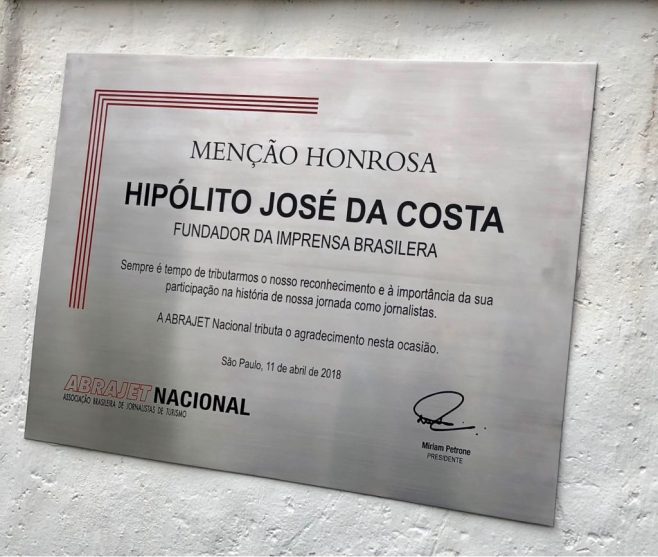 MENÇÃO HONROSA
HIPÓLITO JOSÉ DA COSTA
FUNDADOR DA IMPRENSA BRASILERA
Sempre é tempo de tributarmos o nosso reconhecimento e à importância da sua
participação na história de nossa jornada como jornalistas.
A ABRAJET Nacional tributa o agradecimento nesta ocasião.
São Paulo, 11 de abril de 2018
ABRAJET NACIONAL
ASSOCIAÇÃO BRASILEIRA DE JORNALISTAS DE TURISMO
Miriam Petrone
PRESIDENTE